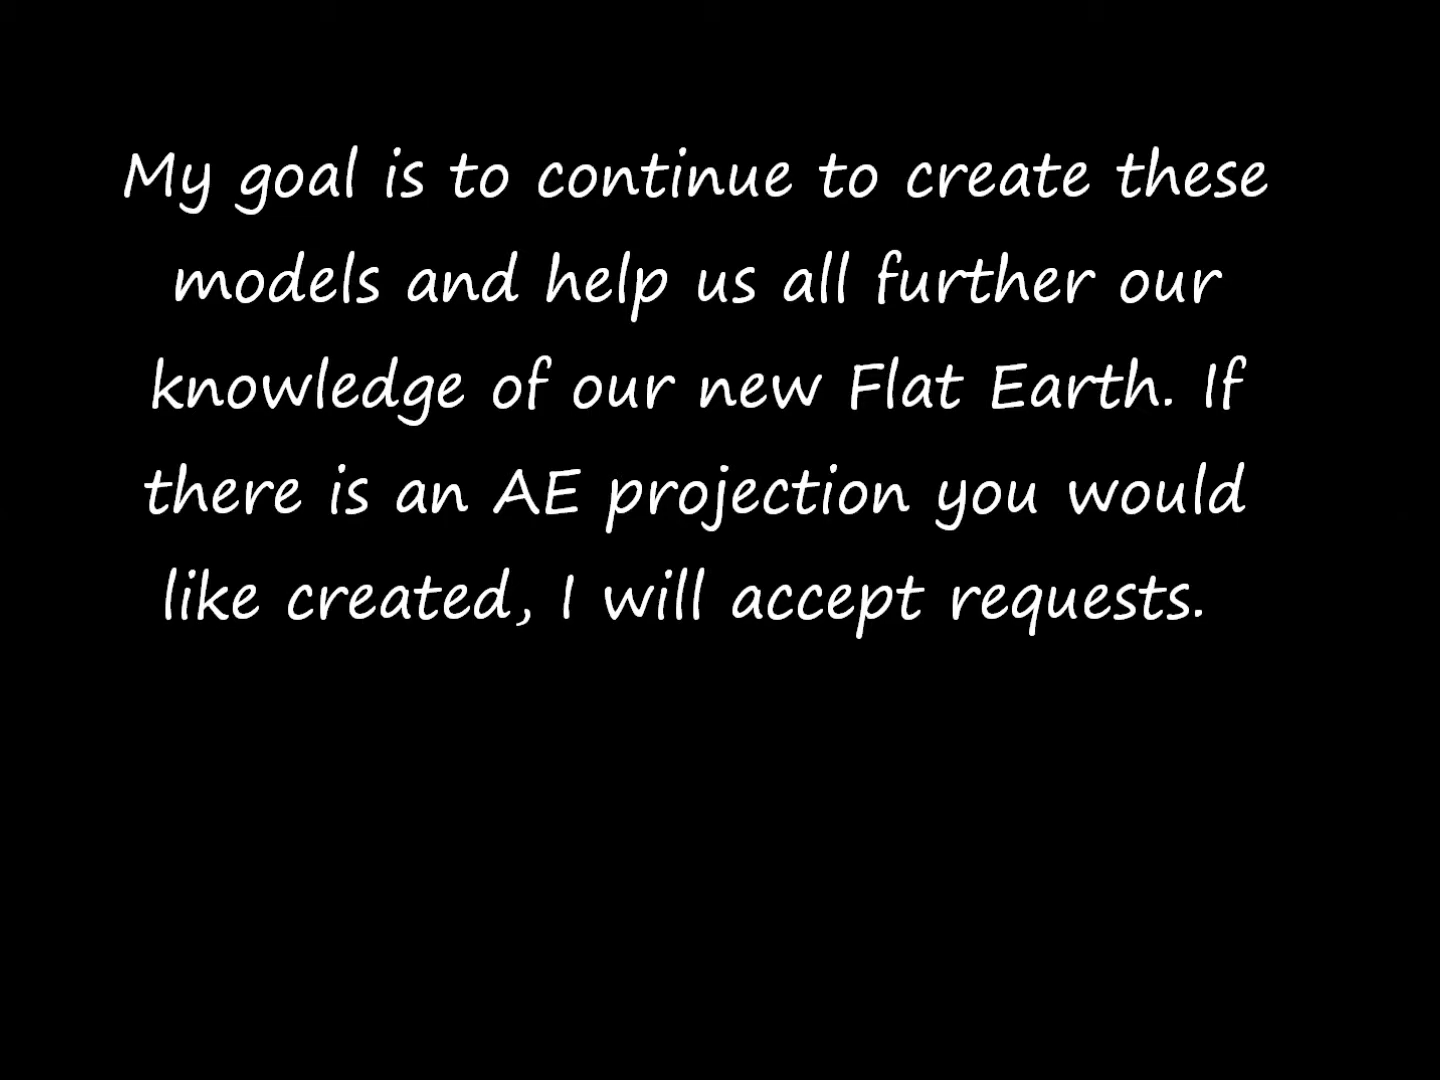 My goal is to continue to create these
models and help us all further our
knowledge of our new Flat Earth. If
there is an AE projection you would
like created, I will accept requests.